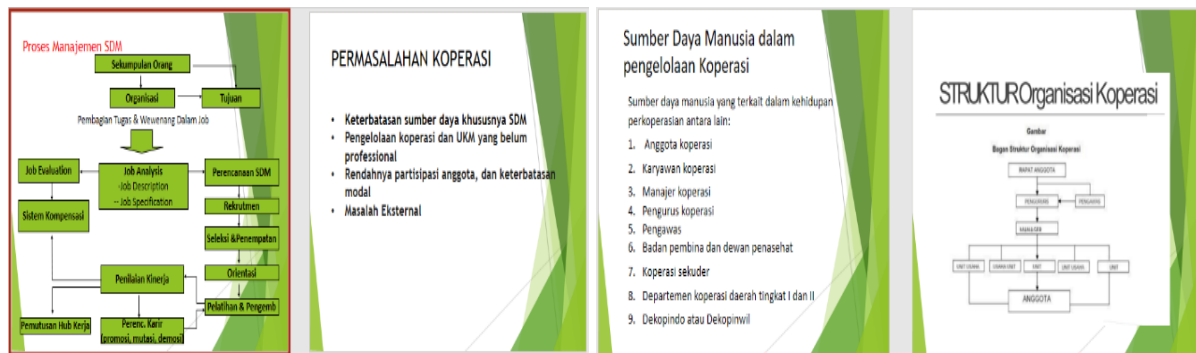 Proses Manajemen SDM
Sekumpulan Orang
Organisasi
Tujuan
Pembagian Tugas & Wewenang Dalam Job
Job Evaluation
Job Analysis
-Job Description
-- Job Specification
Perencanaan SDM
Sistem Kompensasi
Rekrutmen
Seleksi &Penempatan
Orientasi
Penilaian Kinerja
Pelatihan & Pengemb
Pemutusan Hub Kerja
Perenc. Karir
(promosi, mutasi, demosi)
PERMASALAHAN KOPERASI
• Keterbatasan sumber daya khususnya SDM
• Pengelolaan koperasi dan UKM yang belum
professional
• Rendahnya partisipasi anggota, dan keterbatasan
modal
• Masalah Eksternal
Sumber Daya Manusia dalam
pengelolaan Koperasi
Sumber daya manusia yang terkait dalam kehidupan
perkoperasian antara lain:
1. Anggota koperasi
2. Karyawan koperasi
3. Manajer koperasi
4. Pengurus koperasi
5. Pengawas
6. Badan pembina dan dewan penasehat
7. Koperasi sekuder
8. Departemen koperasi daerah tingkat I dan II
9. Dekopindo atau Dekopinwil
STRUKTUR Organisasi Koperasi
Gambar
Bagan Struktur Organisasi Koperasi
RAPAT ANGGOTA
PENGURUS
PENGAWAS
UNIT USAHA
UNIT
UNIT USAHA
UNIT
ANGGOTA